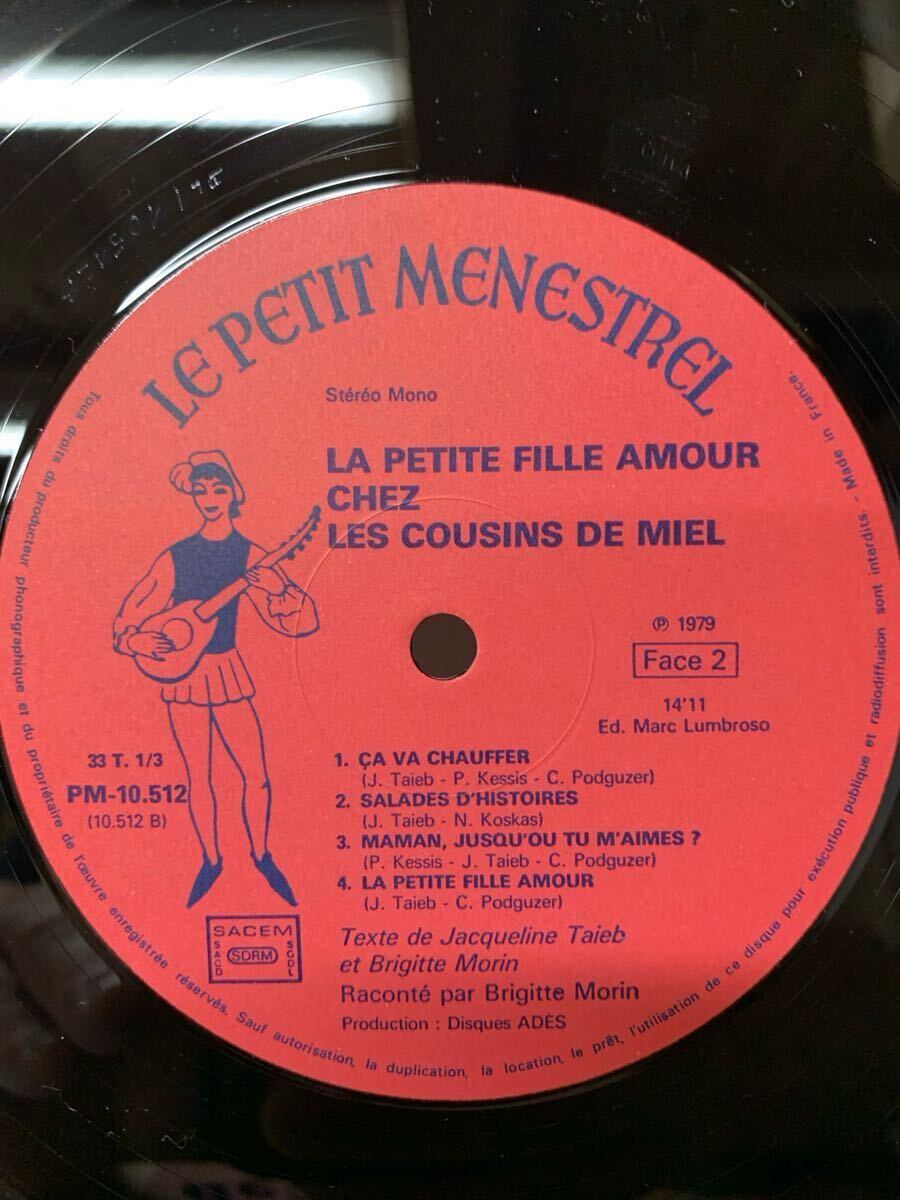 LE PETIT MENESTREL
Stéréo Mono
LA PETITE FILLE AMOUR
CHEZ
LES COUSINS DE MIEL
℗ 1979
Face 2
14'11
Ed. Marc Lumbroso
33 T. 1/3
PM-10.512
(10.512 B)
1. ÇA VA CHAUFFER
(J. Taieb - P. Kessis - C. Podguzer)
2. SALADES D'HISTOIRES
(J. Taieb - N. Koskas)
3. MAMAN, JUSQU'OU TU M'AIMES ?
(P. Kessis - J. Taieb - C. Podguzer)
4. LA PETITE FILLE AMOUR
(J. Taieb - C. Podguzer)
SACEM
SACD
SDRM
SGDL
Texte de Jacqueline Taieb
et Brigitte Morin
Raconté par Brigitte Morin
Production : Disques ADÈS
Tous droits du producteur phonographique et du propriétaire de l'œuvre enregistrée réservés. Sauf autorisation, la duplication, la location, le prêt, l'utilisation de ce disque pour exécution publique et radiodiffusion sont interdits. - Made in France.